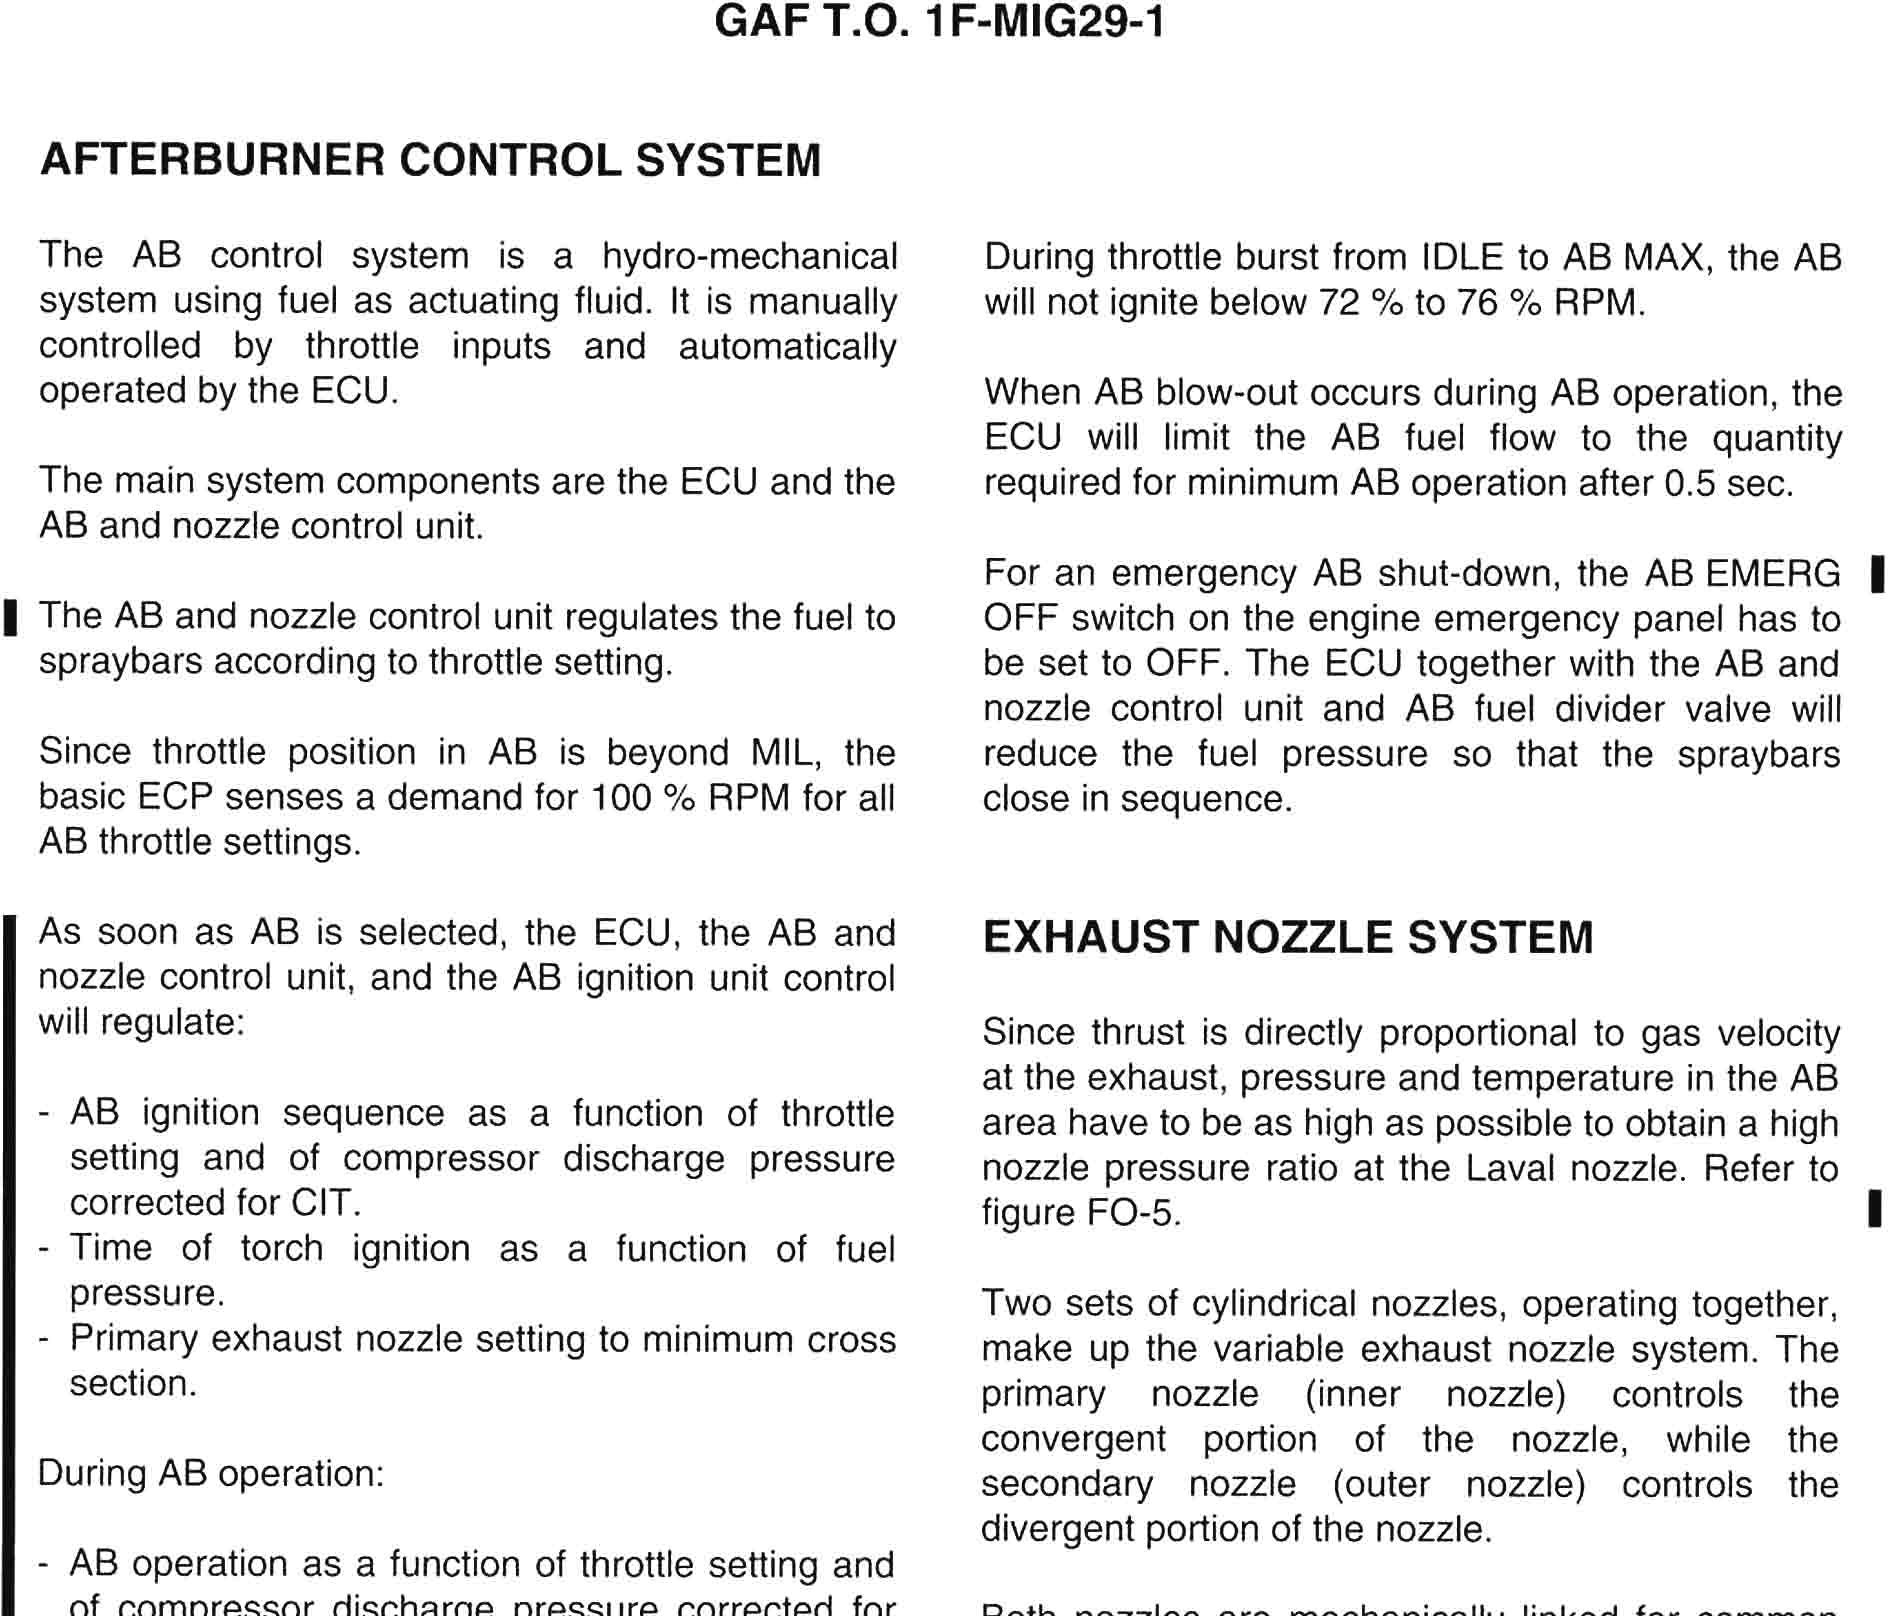 GAF T.O. 1F-MIG29-1
AFTERBURNER CONTROL SYSTEM
The AB control system is a hydro-mechanical
system using fuel as actuating fluid. It is manually
controlled by throttle inputs and automatically
operated by the ECU.
The main system components are the ECU and the
AB and nozzle control unit.
The AB and nozzle control unit regulates the fuel to
spraybars according to throttle setting.
Since throttle position in AB is beyond MIL, the
basic ECP senses a demand for 100 % RPM for all
AB throttle settings.
As soon as AB is selected, the ECU, the AB and
nozzle control unit, and the AB ignition unit control
will regulate:
- AB ignition sequence as a function of throttle
setting and of compressor discharge pressure
corrected for CIT.
- Time of torch ignition as a function of fuel
pressure.
- Primary exhaust nozzle setting to minimum cross
section.
During AB operation:
- AB operation as a function of throttle setting and
of compressor discharge pressure corrected for
During throttle burst from IDLE to AB MAX, the AB
will not ignite below 72 % to 76 % RPM.
When AB blow-out occurs during AB operation, the
ECU will limit the AB fuel flow to the quantity
required for minimum AB operation after 0.5 sec.
For an emergency AB shut-down, the AB EMERG
OFF switch on the engine emergency panel has to
be set to OFF. The ECU together with the AB and
nozzle control unit and AB fuel divider valve will
reduce the fuel pressure so that the spraybars
close in sequence.
EXHAUST NOZZLE SYSTEM
Since thrust is directly proportional to gas velocity
at the exhaust, pressure and temperature in the AB
area have to be as high as possible to obtain a high
nozzle pressure ratio at the Laval nozzle. Refer to
figure FO-5.
Two sets of cylindrical nozzles, operating together,
make up the variable exhaust nozzle system. The
primary nozzle (inner nozzle) controls the
convergent portion of the nozzle, while the
secondary nozzle (outer nozzle) controls the
divergent portion of the nozzle.
Both nozzles are mechanically linked for common